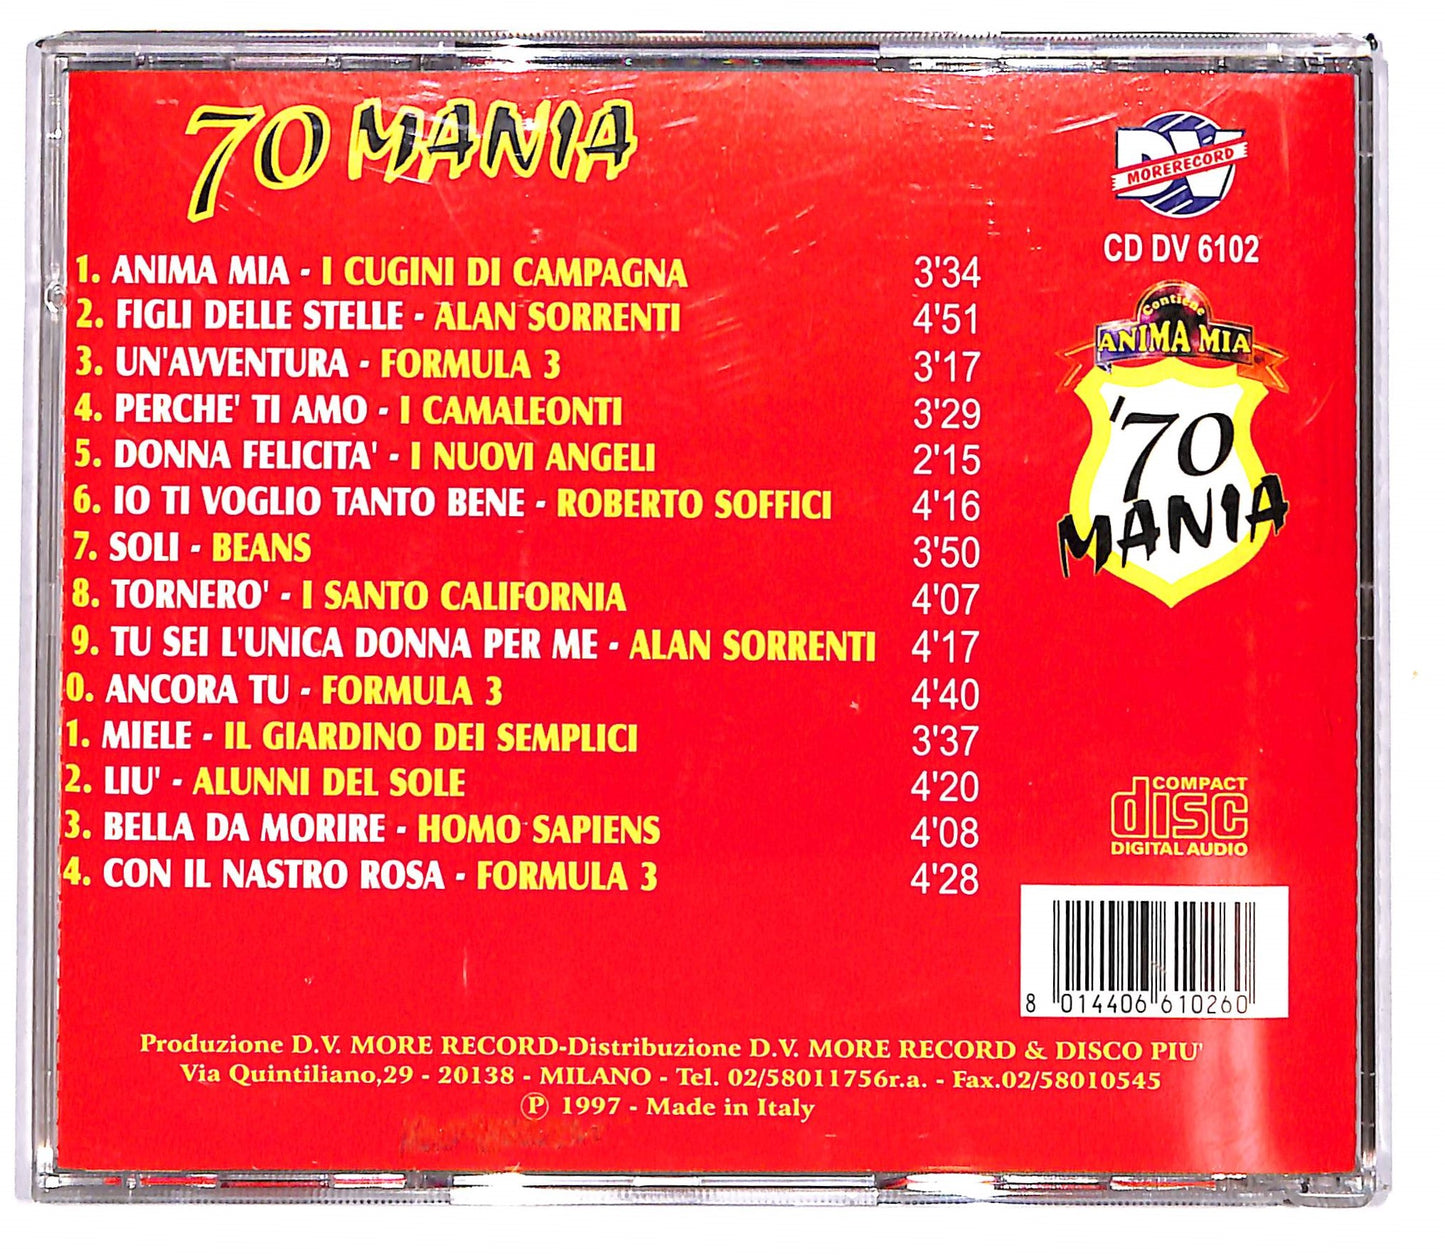 70 MANIA
DV
MORERECORD
CD DV 6102
1. ANIMA MIA - I CUGINI DI CAMPAGNA 3'34
2. FIGLI DELLE STELLE - ALAN SORRENTI 4'51
3. UN'AVVENTURA - FORMULA 3 3'17
4. PERCHE' TI AMO - I CAMALEONTI 3'29
5. DONNA FELICITA' - I NUOVI ANGELI 2'15
6. IO TI VOGLIO TANTO BENE - ROBERTO SOFFICI 4'16
7. SOLI - BEANS 3'50
8. TORNERO' - I SANTO CALIFORNIA 4'07
9. TU SEI L'UNICA DONNA PER ME - ALAN SORRENTI 4'17
0. ANCORA TU - FORMULA 3 4'40
1. MIELE - IL GIARDINO DEI SEMPLICI 3'37
2. LIU' - ALUNNI DEL SOLE 4'20
3. BELLA DA MORIRE - HOMO SAPIENS 4'08
4. CON IL NASTRO ROSA - FORMULA 3 4'28
Contiene
ANIMA MIA
'70
MANIA
COMPACT
disc
DIGITAL AUDIO
8 014406 610260
Produzione D.V. MORE RECORD-Distribuzione D.V. MORE RECORD & DISCO PIU'
Via Quintiliano,29 - 20138 - MILANO - Tel. 02/58011756r.a. - Fax.02/58010545
℗ 1997 - Made in Italy